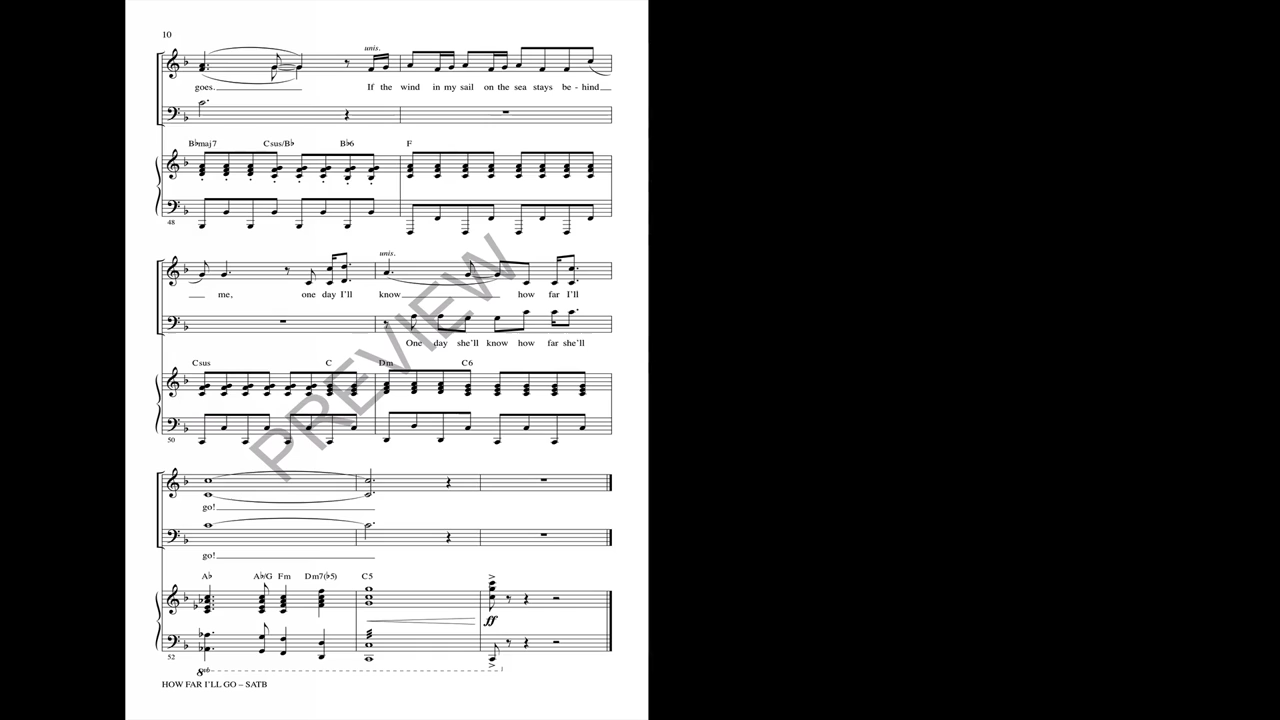 10
unis.
goes. If the wind in my sail on the sea stays be - hind
B♭maj7 Csus/B♭ B♭6 F
48
unis.
me, one day I'll know how far I'll
One day she'll know how far she'll
Csus C Dm C6
50
PREVIEW
go!
go!
A♭ A♭/G Fm Dm7(♭5) C5
ff
52
8vb
HOW FAR I'LL GO – SATB